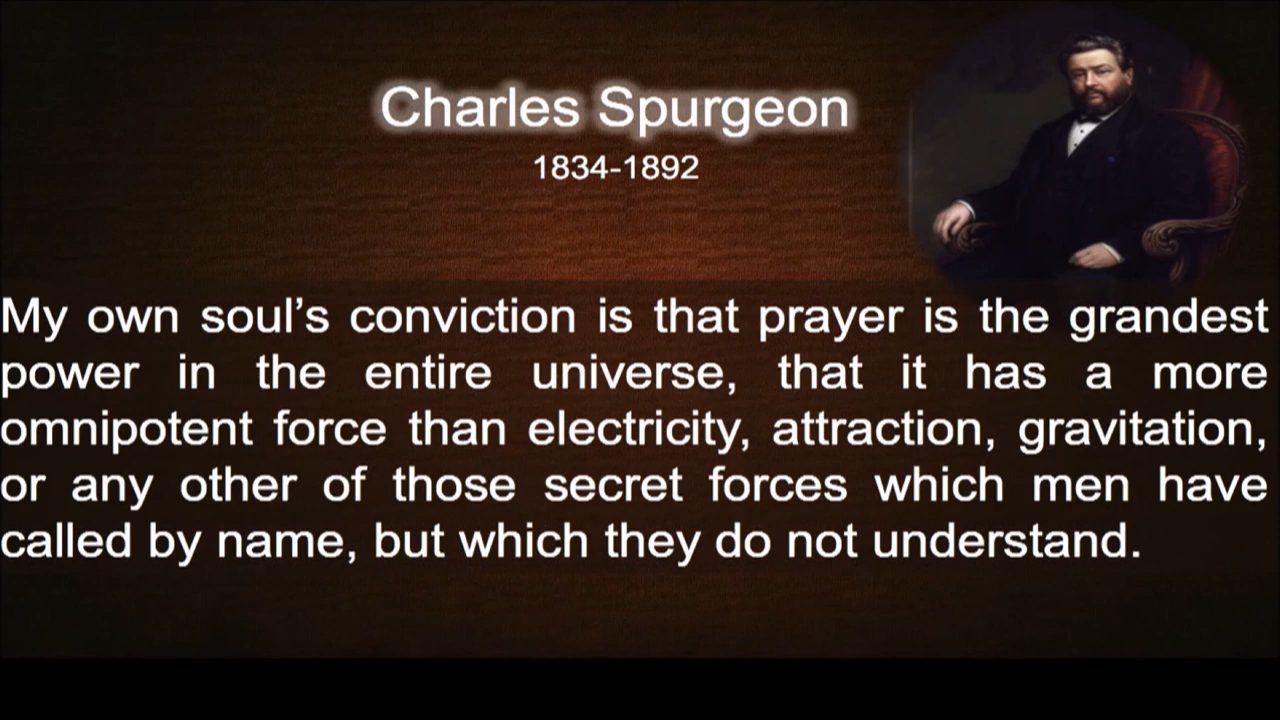 Charles Spurgeon
1834-1892
My own soul’s conviction is that prayer is the grandest
power in the entire universe, that it has a more
omnipotent force than electricity, attraction, gravitation,
or any other of those secret forces which men have
called by name, but which they do not understand.